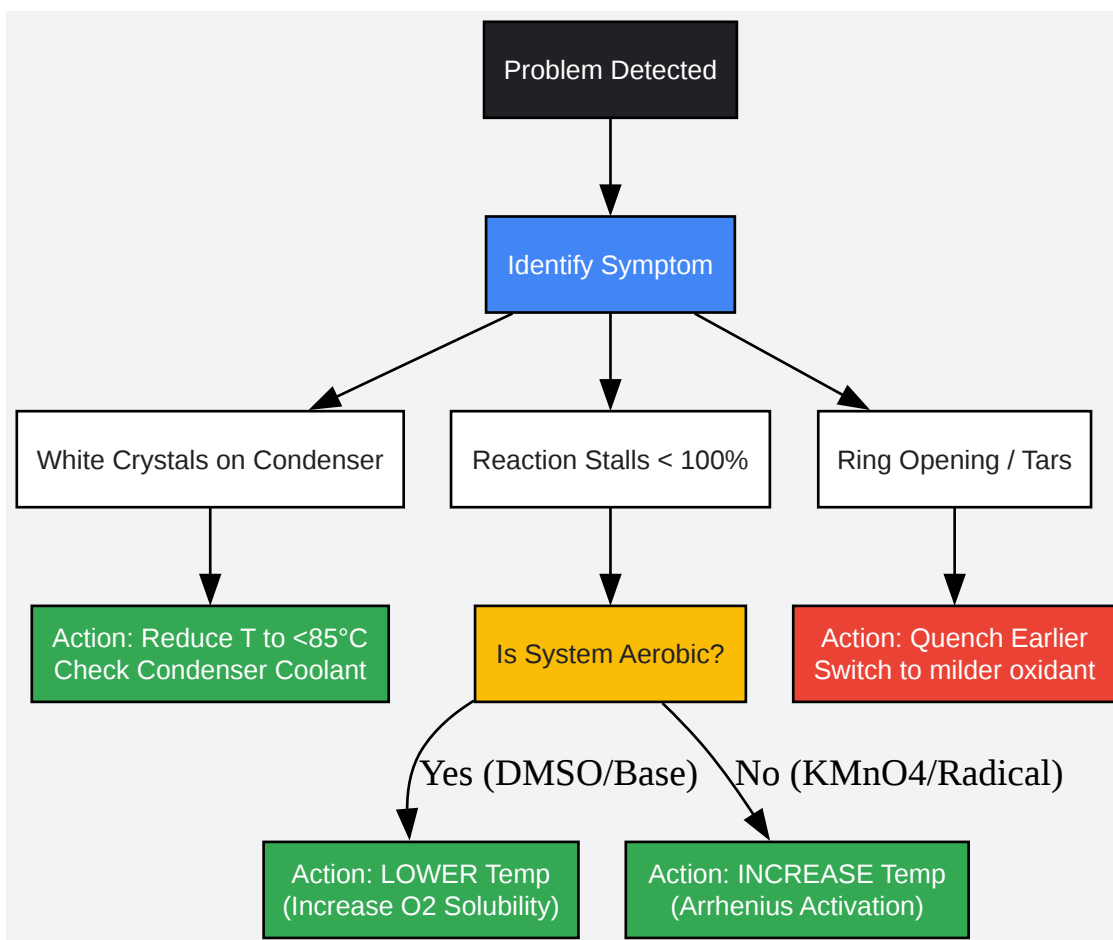 Problem Detected
Identify Symptom
White Crystals on Condenser
Reaction Stalls < 100%
Ring Opening / Tars
Action: Reduce T to <85°C
Check Condenser Coolant
Is System Aerobic?
Action: Quench Earlier
Switch to milder oxidant
Yes (DMSO/Base)
No (KMnO4/Radical)
Action: LOWER Temp
(Increase O2 Solubility)
Action: INCREASE Temp
(Arrhenius Activation)